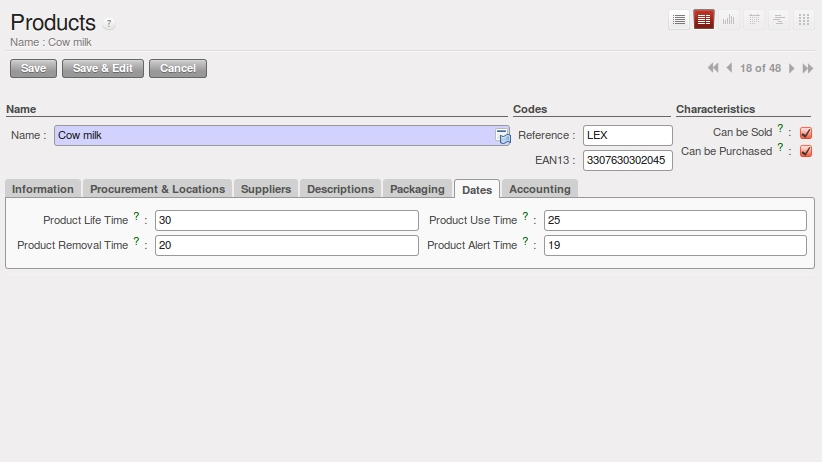 Products ?
Name : Cow milk
Save Save & Edit Cancel 18 of 48
Name Codes Characteristics
Name : Cow milk Reference : LEX Can be Sold ? :
EAN13 : 3307630302045 Can be Purchased ? :
Information Procurement & Locations Suppliers Descriptions Packaging Dates Accounting
Product Life Time ? : 30 Product Use Time ? : 25
Product Removal Time ? : 20 Product Alert Time ? : 19